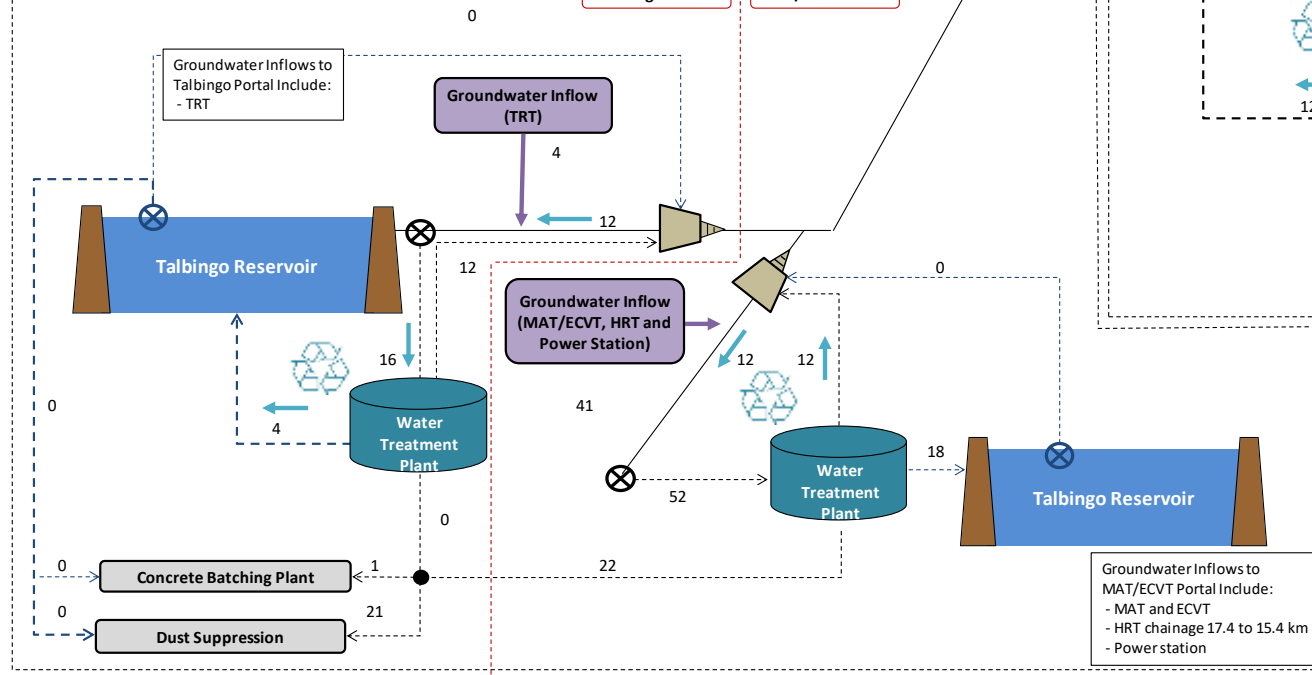 0
Groundwater Inflows to
Talbingo Portal Include:
- TRT
Groundwater Inflow
(TRT)
4
12
12
Talbingo Reservoir
12
0
Groundwater Inflow
(MAT/ECVT, HRT and
Power Station)
16
12
12
0
41
4
Water
Treatment
Plant
Water
Treatment
Plant
18
Talbingo Reservoir
52
0
0
Concrete Batching Plant
1
22
0
Dust Suppression
21
Groundwater Inflows to
MAT/ECVT Portal Include:
- MAT and ECVT
- HRT chainage 17.4 to 15.4 km
- Power station